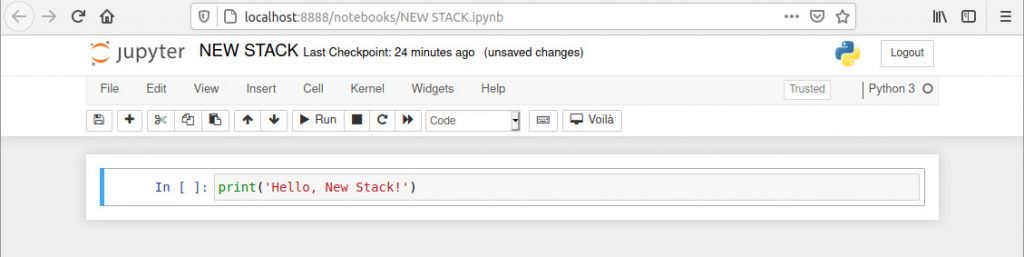 localhost:8888/notebooks/NEW STACK.ipynb
jupyter NEW STACK Last Checkpoint: 24 minutes ago (unsaved changes) Logout
File Edit View Insert Cell Kernel Widgets Help Trusted Python 3
Run Code Voilà
In [ ]: print('Hello, New Stack!')